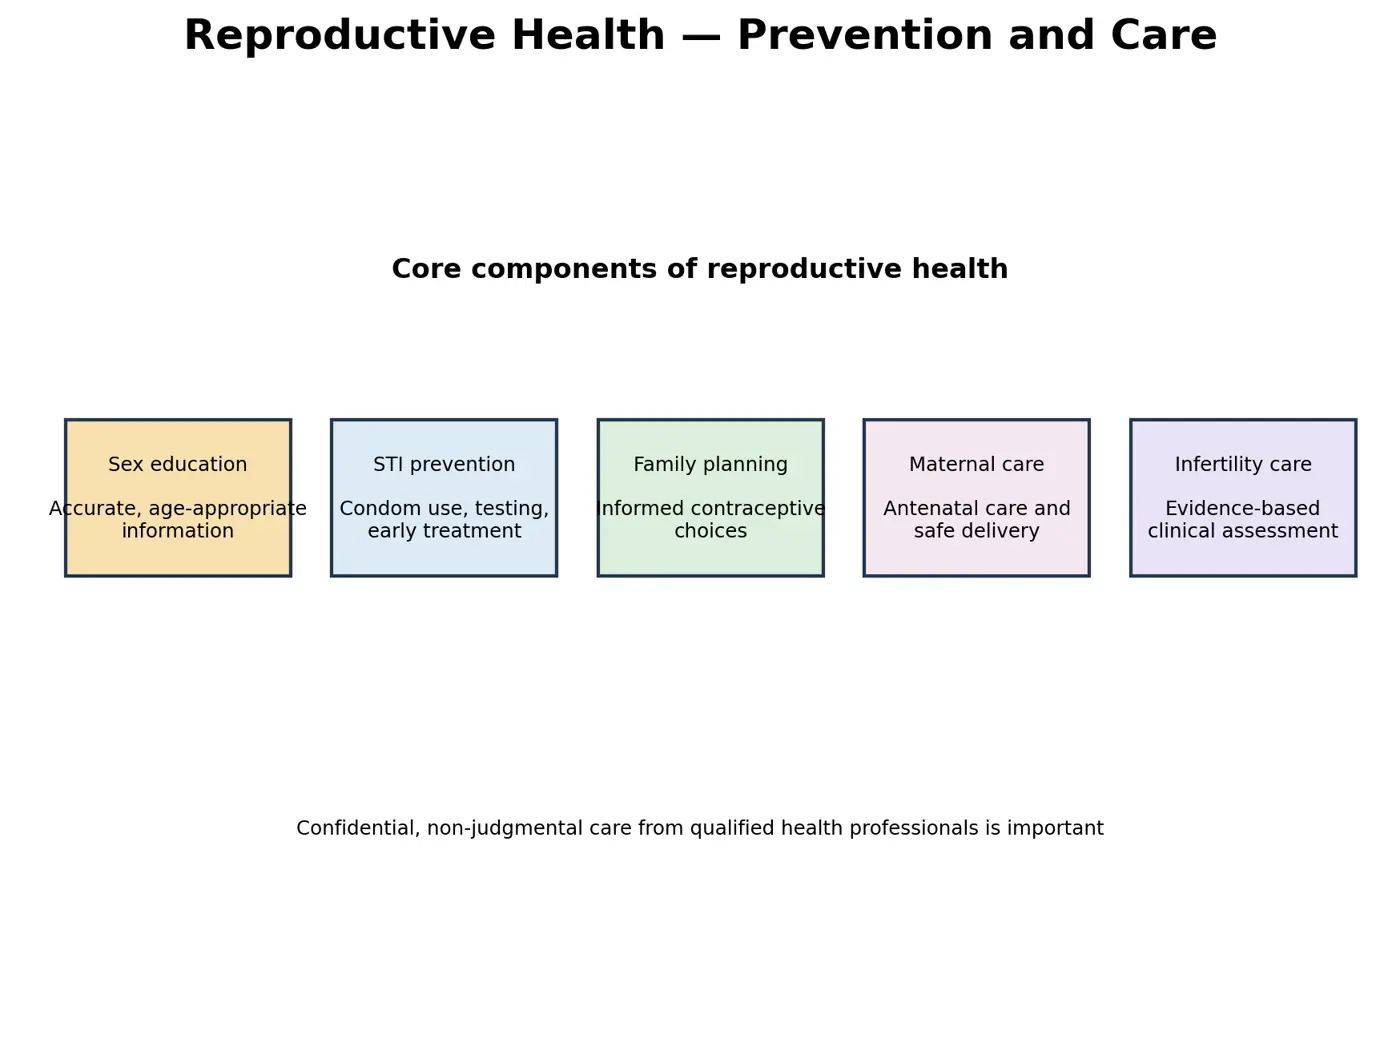 Reproductive Health — Prevention and Care
Core components of reproductive health
Sex education
Accurate, age-appropriate
information
STI prevention
Condom use, testing,
early treatment
Family planning
Informed contraceptive
choices
Maternal care
Antenatal care and
safe delivery
Infertility care
Evidence-based
clinical assessment
Confidential, non-judgmental care from qualified health professionals is important